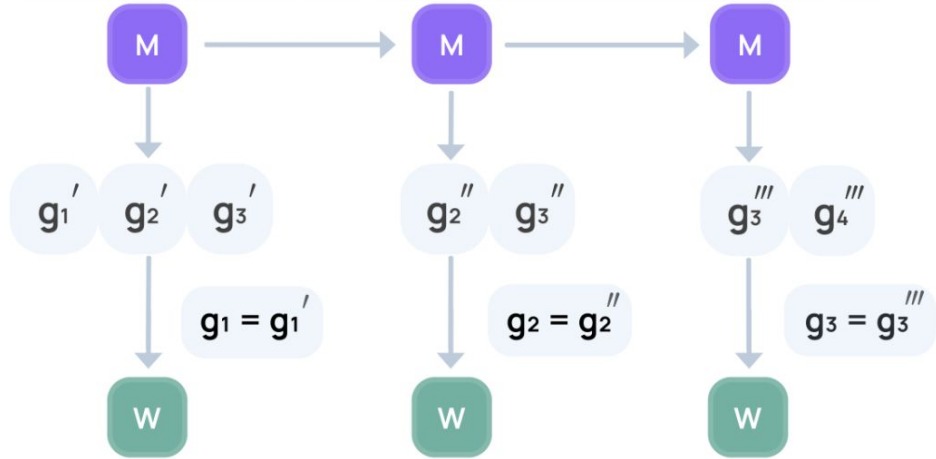 M M M
g₁′ g₂′ g₃′ g₂″ g₃″ g₃‴ g₄‴
g₁ = g₁′ g₂ = g₂″ g₃ = g₃‴
W W W